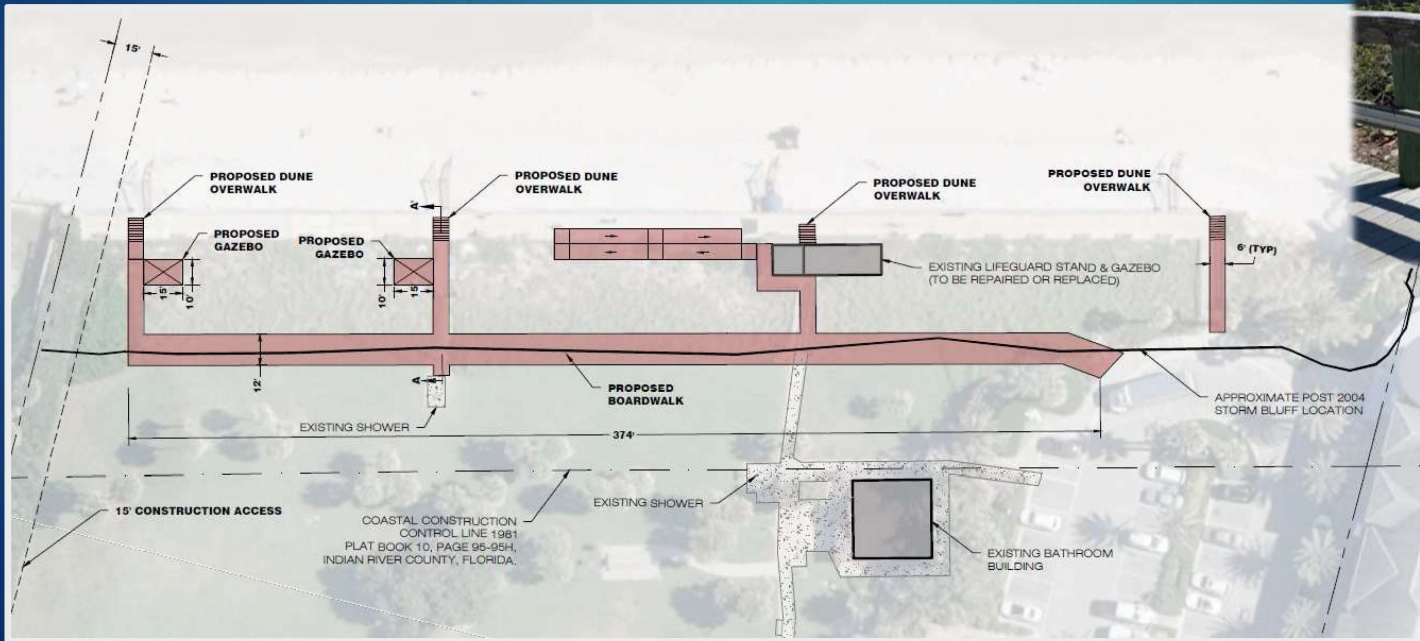 15'
PROPOSED DUNE
OVERWALK
PROPOSED DUNE
OVERWALK
PROPOSED DUNE
OVERWALK
PROPOSED DUNE
OVERWALK
A'
PROPOSED
GAZEBO
PROPOSED
GAZEBO
15'
10'
10'
15'
6' (TYP)
EXISTING LIFEGUARD STAND & GAZEBO
(TO BE REPAIRED OR REPLACED)
12'
A
PROPOSED
BOARDWALK
EXISTING SHOWER
374'
APPROXIMATE POST 2004
STORM BLUFF LOCATION
15' CONSTRUCTION ACCESS
COASTAL CONSTRUCTION
CONTROL LINE 1981
PLAT BOOK 10, PAGE 95-95H,
INDIAN RIVER COUNTY, FLORIDA.
EXISTING SHOWER
EXISTING BATHROOM
BUILDING